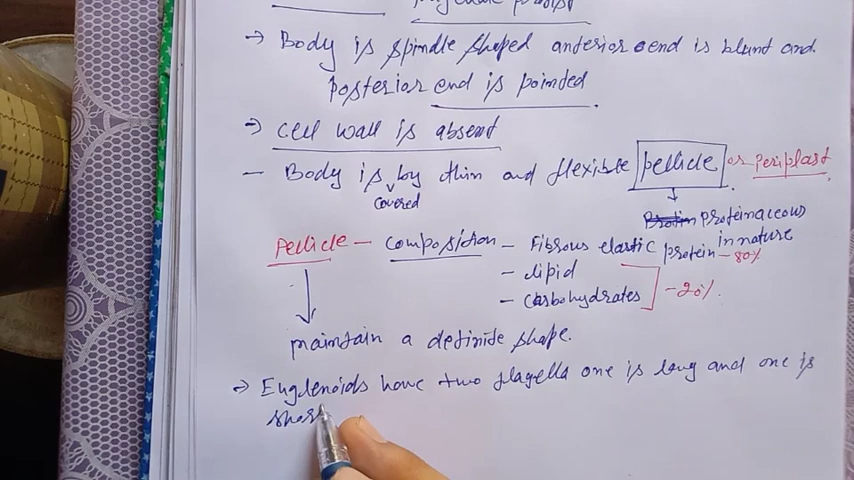 → Body is spindle shaped anterior end is blunt and
posterior end is pointed.
→ cell wall is absent
- Body is by thin and flexible pellicle or periplast.
covered
proteinaceous
in nature
Pellicle - composition - Fibrous elastic protein - 80%
- lipid
- carbohydrates - 20%.
maintain a definite shape.
→ Euglenoids have two flagella one is long and one is
shor